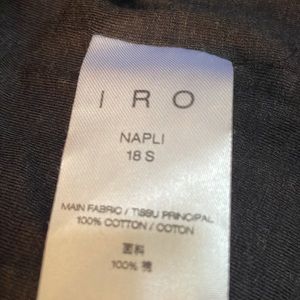 IRO
NAPLI
18 S
MAIN FABRIC / TISSU PRINCIPAL
100% COTTON / COTON
面料
100% 棉